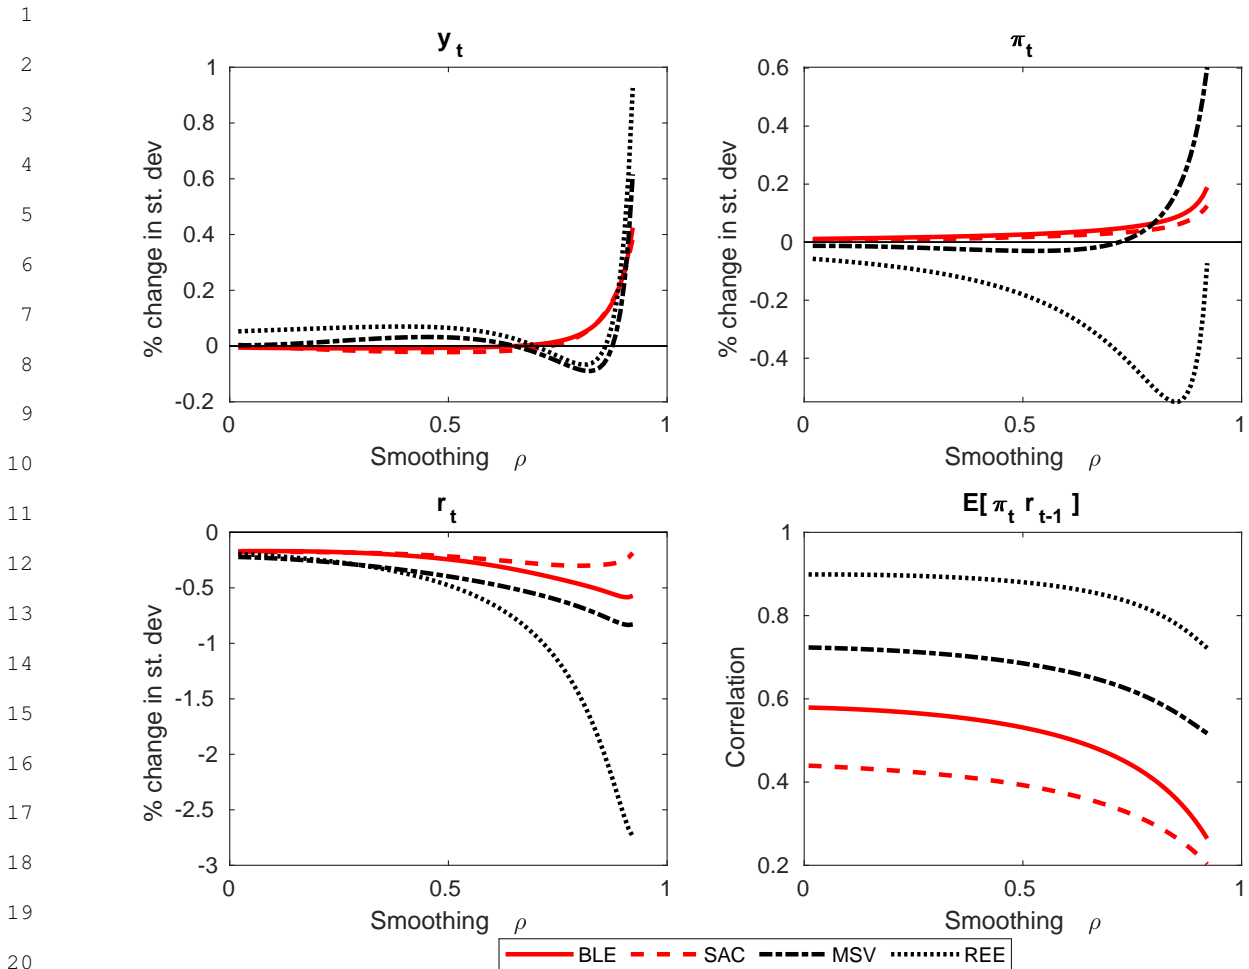 1
2
3
4
5
6
7
8
9
10
11
12
13
14
15
16
17
18
19
20
y t
% change in st. dev
1
0.8
0.6
0.4
0.2
0
-0.2
0 0.5 1
Smoothing ρ
π t
% change in st. dev
0.6
0.4
0.2
0
-0.2
-0.4
0 0.5 1
Smoothing ρ
r t
% change in st. dev
0
-0.5
-1
-1.5
-2
-2.5
-3
0 0.5 1
Smoothing ρ
E[ π t r t-1 ]
Correlation
1
0.8
0.6
0.4
0.2
0 0.5 1
Smoothing ρ
BLE SAC MSV REE